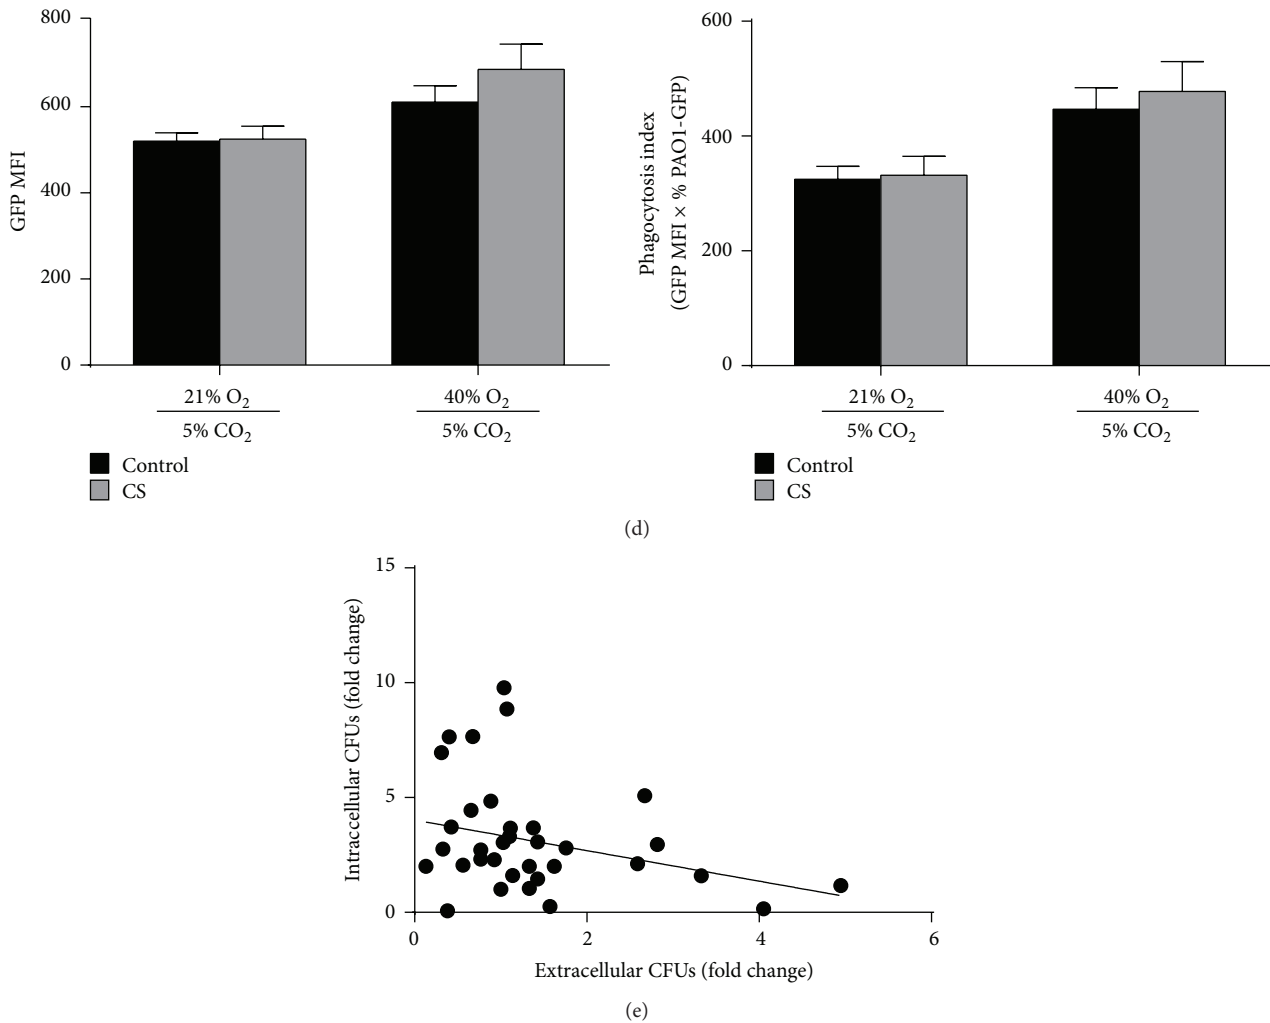 800
600
400
200
0
GFP MFI
21% O2
5% CO2
40% O2
5% CO2
Control
CS
600
400
200
0
Phagocytosis index
(GFP MFI × % PAO1-GFP)
21% O2
5% CO2
40% O2
5% CO2
Control
CS
(d)
15
10
5
0
Intraccellular CFUs (fold change)
0
2
4
6
Extracellular CFUs (fold change)
(e)